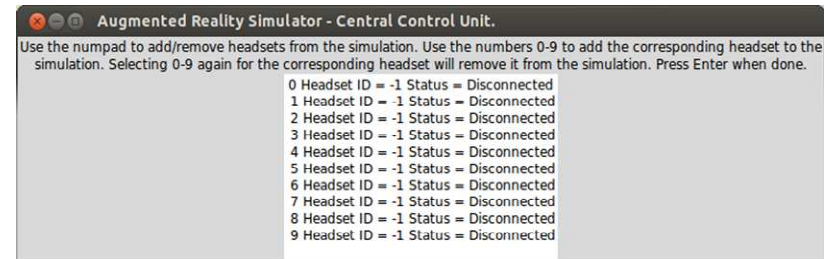 Augmented Reality Simulator - Central Control Unit.
Use the numpad to add/remove headsets from the simulation. Use the numbers 0-9 to add the corresponding headset to the
simulation. Selecting 0-9 again for the corresponding headset will remove it from the simulation. Press Enter when done.
0 Headset ID = -1 Status = Disconnected
1 Headset ID = -1 Status = Disconnected
2 Headset ID = -1 Status = Disconnected
3 Headset ID = -1 Status = Disconnected
4 Headset ID = -1 Status = Disconnected
5 Headset ID = -1 Status = Disconnected
6 Headset ID = -1 Status = Disconnected
7 Headset ID = -1 Status = Disconnected
8 Headset ID = -1 Status = Disconnected
9 Headset ID = -1 Status = Disconnected